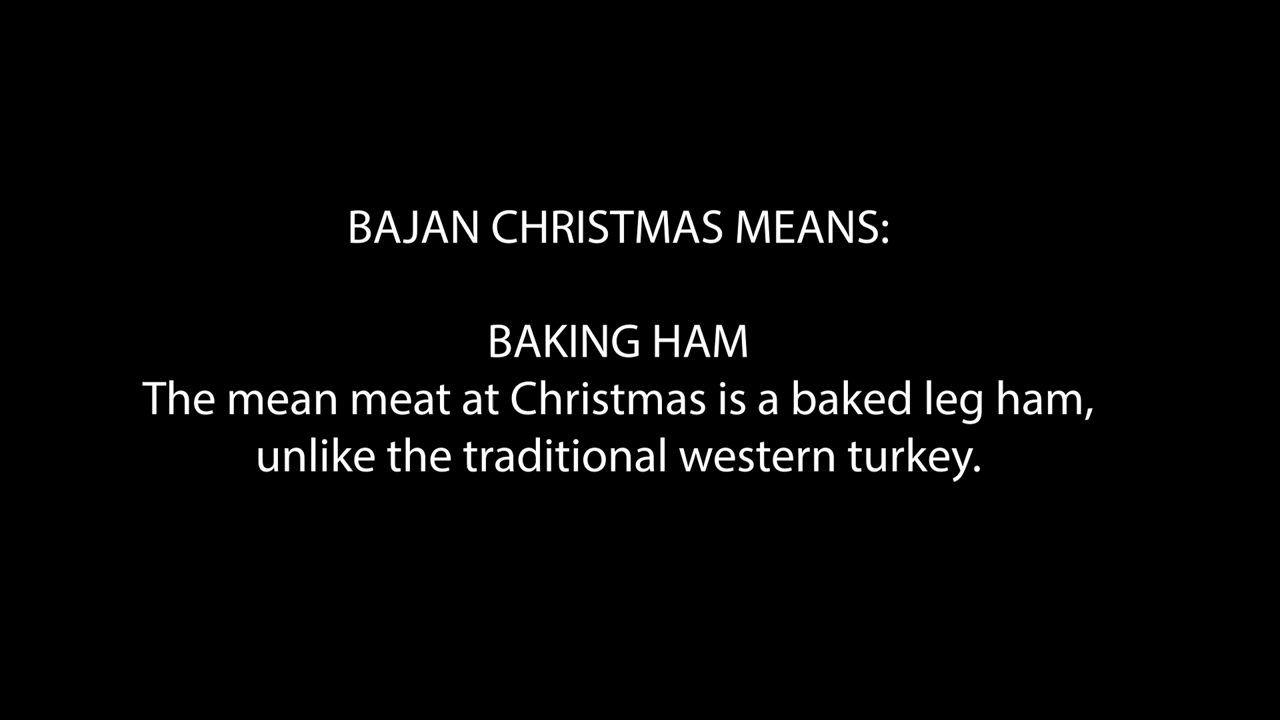 BAJAN CHRISTMAS MEANS:
BAKING HAM
The mean meat at Christmas is a baked leg ham,
unlike the traditional western turkey.